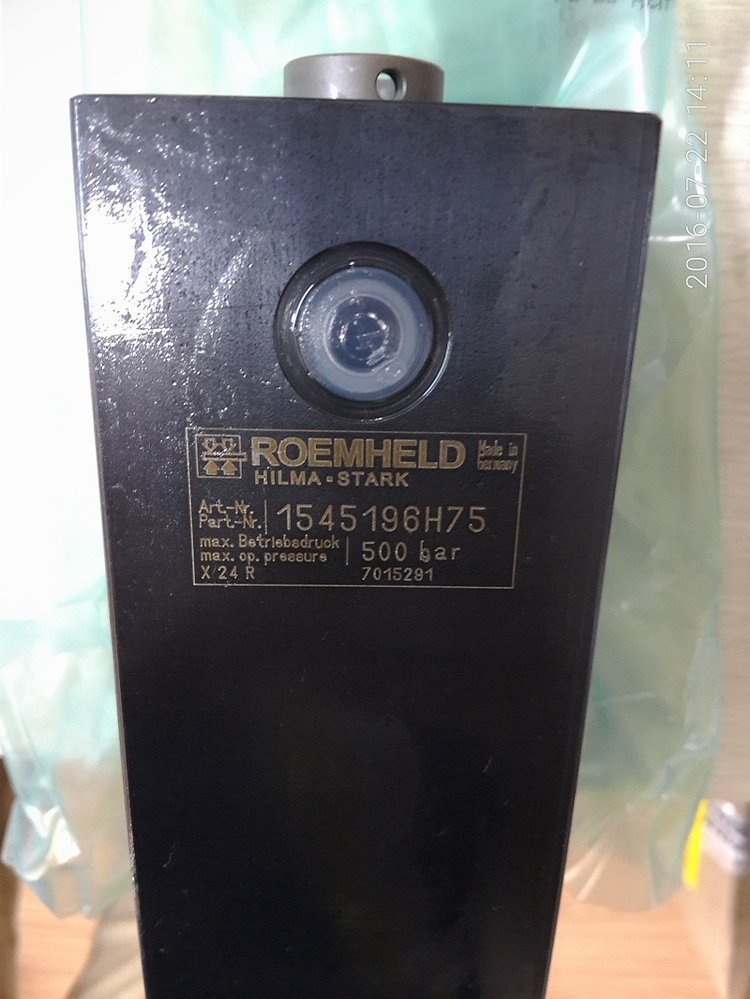 ROEMHELD
HILMA-STARK
Made in
Germany
Art-Nr.
Part-Nr. 1545196H75
max. Betriebsdruck
max. op. pressure 500 bar
X/24 R 7015291
2016-07-22 14:11